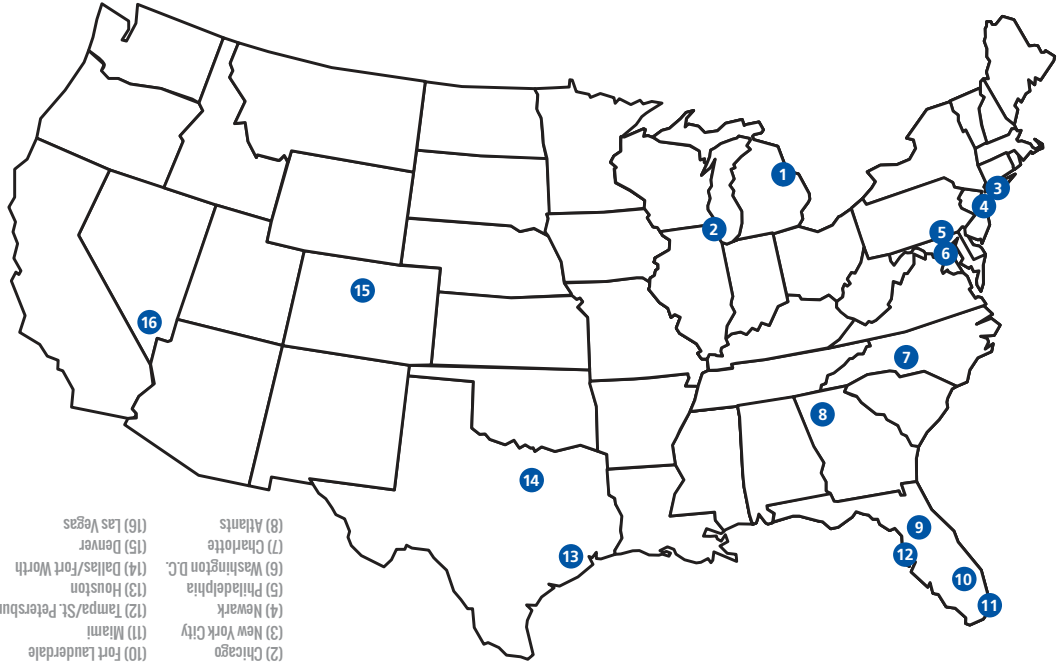 1
2
3
4
5
6
7
8
9
10
11
12
13
14
15
16
(2) Chicago
(3) New York City
(4) Newark
(5) Philadelphia
(6) Washington D.C.
(7) Charlotte
(8) Atlants
(10) Fort Lauderdale
(11) Miami
(12) Tampa/St. Petersbur
(13) Houston
(14) Dallas/Fort Worth
(15) Denver
(16) Las Vegas